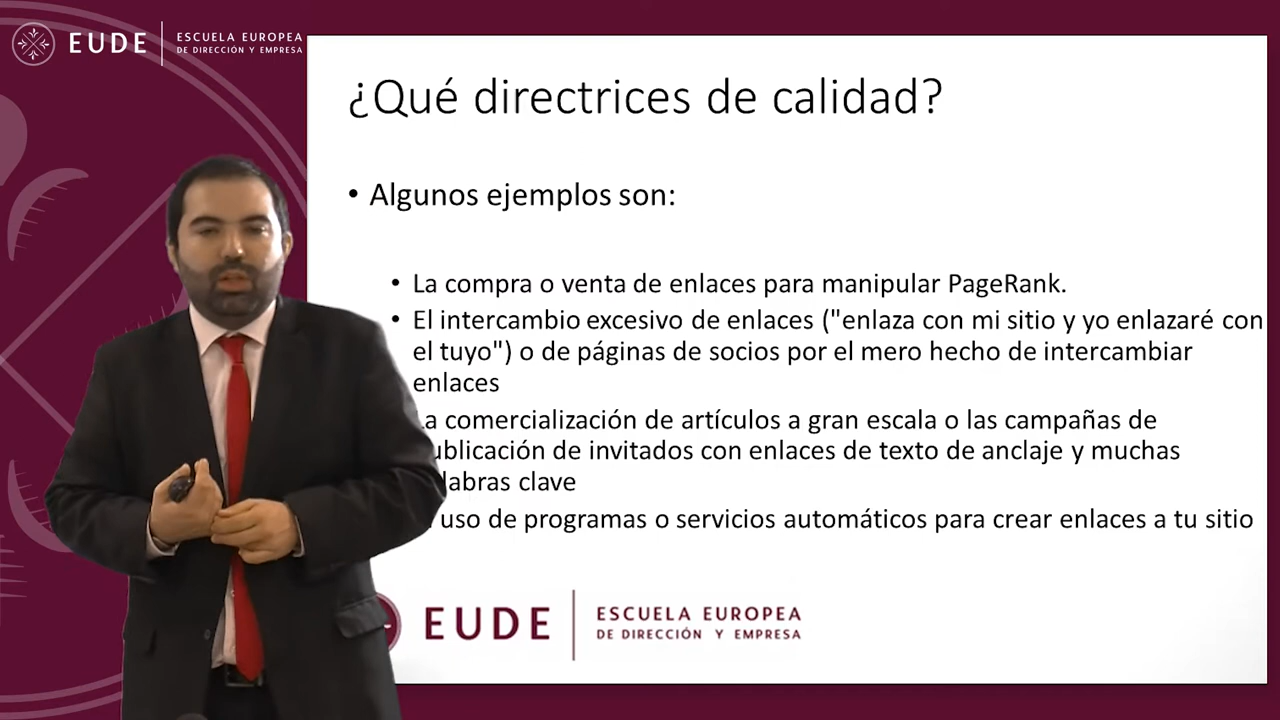 EUDE
ESCUELA EUROPEA
DE DIRECCIÓN Y EMPRESA
¿Qué directrices de calidad?
• Algunos ejemplos son:
• La compra o venta de enlaces para manipular PageRank.
• El intercambio excesivo de enlaces ("enlaza con mi sitio y yo enlazaré con
el tuyo") o de páginas de socios por el mero hecho de intercambiar
enlaces
La comercialización de artículos a gran escala o las campañas de
ublicación de invitados con enlaces de texto de anclaje y muchas
labras clave
uso de programas o servicios automáticos para crear enlaces a tu sitio
EUDE
ESCUELA EUROPEA
DE DIRECCIÓN Y EMPRESA